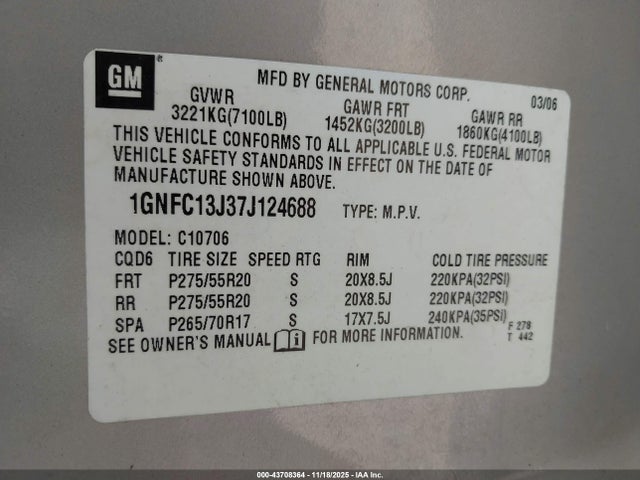 GM ®
MFD BY GENERAL MOTORS CORP. 03/06
GVWR GAWR FRT GAWR RR
3221KG(7100LB) 1452KG(3200LB) 1860KG(4100LB)
THIS VEHICLE CONFORMS TO ALL APPLICABLE U.S. FEDERAL MOTOR
VEHICLE SAFETY STANDARDS IN EFFECT ON THE DATE OF
MANUFACTURE SHOWN ABOVE.
1GNFC13J37J124688 TYPE: M.P.V.
MODEL: C10706
CQD6 TIRE SIZE SPEED RTG RIM COLD TIRE PRESSURE
FRT P275/55R20 S 20X8.5J 220KPA(32PSI)
RR P275/55R20 S 20X8.5J 220KPA(32PSI)
SPA P265/70R17 S 17X7.5J 240KPA(35PSI)
SEE OWNER'S MANUAL i FOR MORE INFORMATION.
F 278
T 442
000-43708364 - 11/18/2025 - IAA Inc.